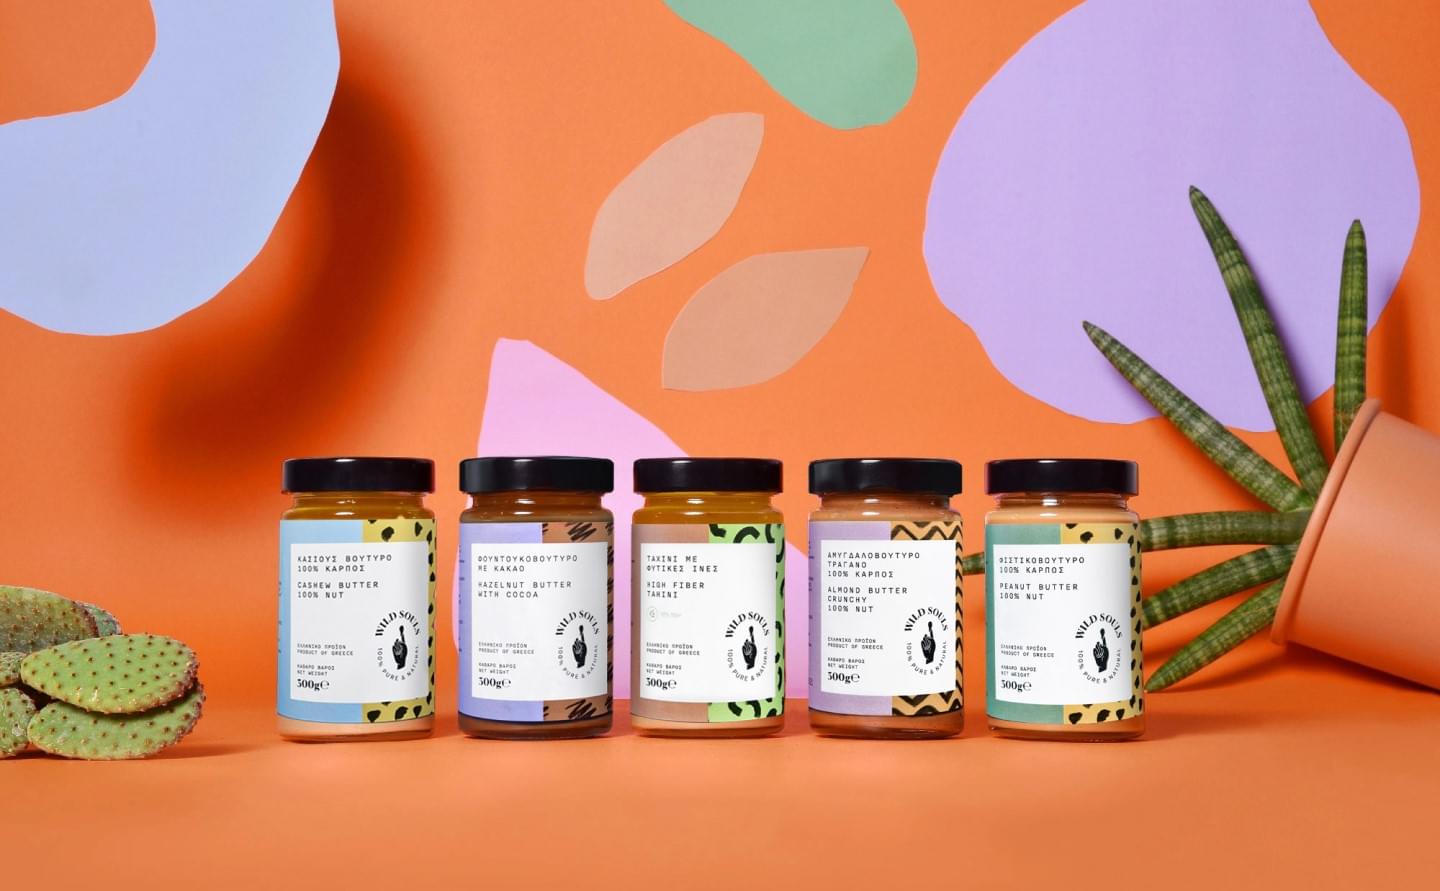 ΚΑΣΙΟΥΣ ΒΟΥΤΥΡΟ
100% ΚΑΡΠΟΣ
CASHEW BUTTER
100% NUT
WILD SOULS
100% PURE & NATURAL
ΕΛΛΗΝΙΚΟ ΠΡΟΪΟΝ
PRODUCT OF GREECE
ΚΑΘΑΡΟ ΒΑΡΟΣ
NET WEIGHT
300g℮
ΦΟΥΝΤΟΥΚΟΒΟΥΤΥΡΟ
ΜΕ ΚΑΚΑΟ
HAZELNUT BUTTER
WITH COCOA
WILD SOULS
100% PURE & NATURAL
ΕΛΛΗΝΙΚΟ ΠΡΟΪΟΝ
PRODUCT OF GREECE
ΚΑΘΑΡΟ ΒΑΡΟΣ
NET WEIGHT
300g℮
ΤΑΧΙΝΙ ΜΕ
ΦΥΤΙΚΕΣ ΙΝΕΣ
HIGH FIBER
TAHINI
WILD SOULS
100% PURE & NATURAL
ΕΛΛΗΝΙΚΟ ΠΡΟΪΟΝ
PRODUCT OF GREECE
ΚΑΘΑΡΟ ΒΑΡΟΣ
NET WEIGHT
300g℮
ΑΜΥΓΔΑΛΟΒΟΥΤΥΡΟ
ΤΡΑΓΑΝΟ
100% ΚΑΡΠΟΣ
ALMOND BUTTER
CRUNCHY
100% NUT
WILD SOULS
100% PURE & NATURAL
ΕΛΛΗΝΙΚΟ ΠΡΟΪΟΝ
PRODUCT OF GREECE
ΚΑΘΑΡΟ ΒΑΡΟΣ
NET WEIGHT
300g℮
ΦΙΣΤΙΚΟΒΟΥΤΥΡΟ
100% ΚΑΡΠΟΣ
PEANUT BUTTER
100% NUT
WILD SOULS
100% PURE & NATURAL
ΕΛΛΗΝΙΚΟ ΠΡΟΪΟΝ
PRODUCT OF GREECE
ΚΑΘΑΡΟ ΒΑΡΟΣ
NET WEIGHT
300g℮